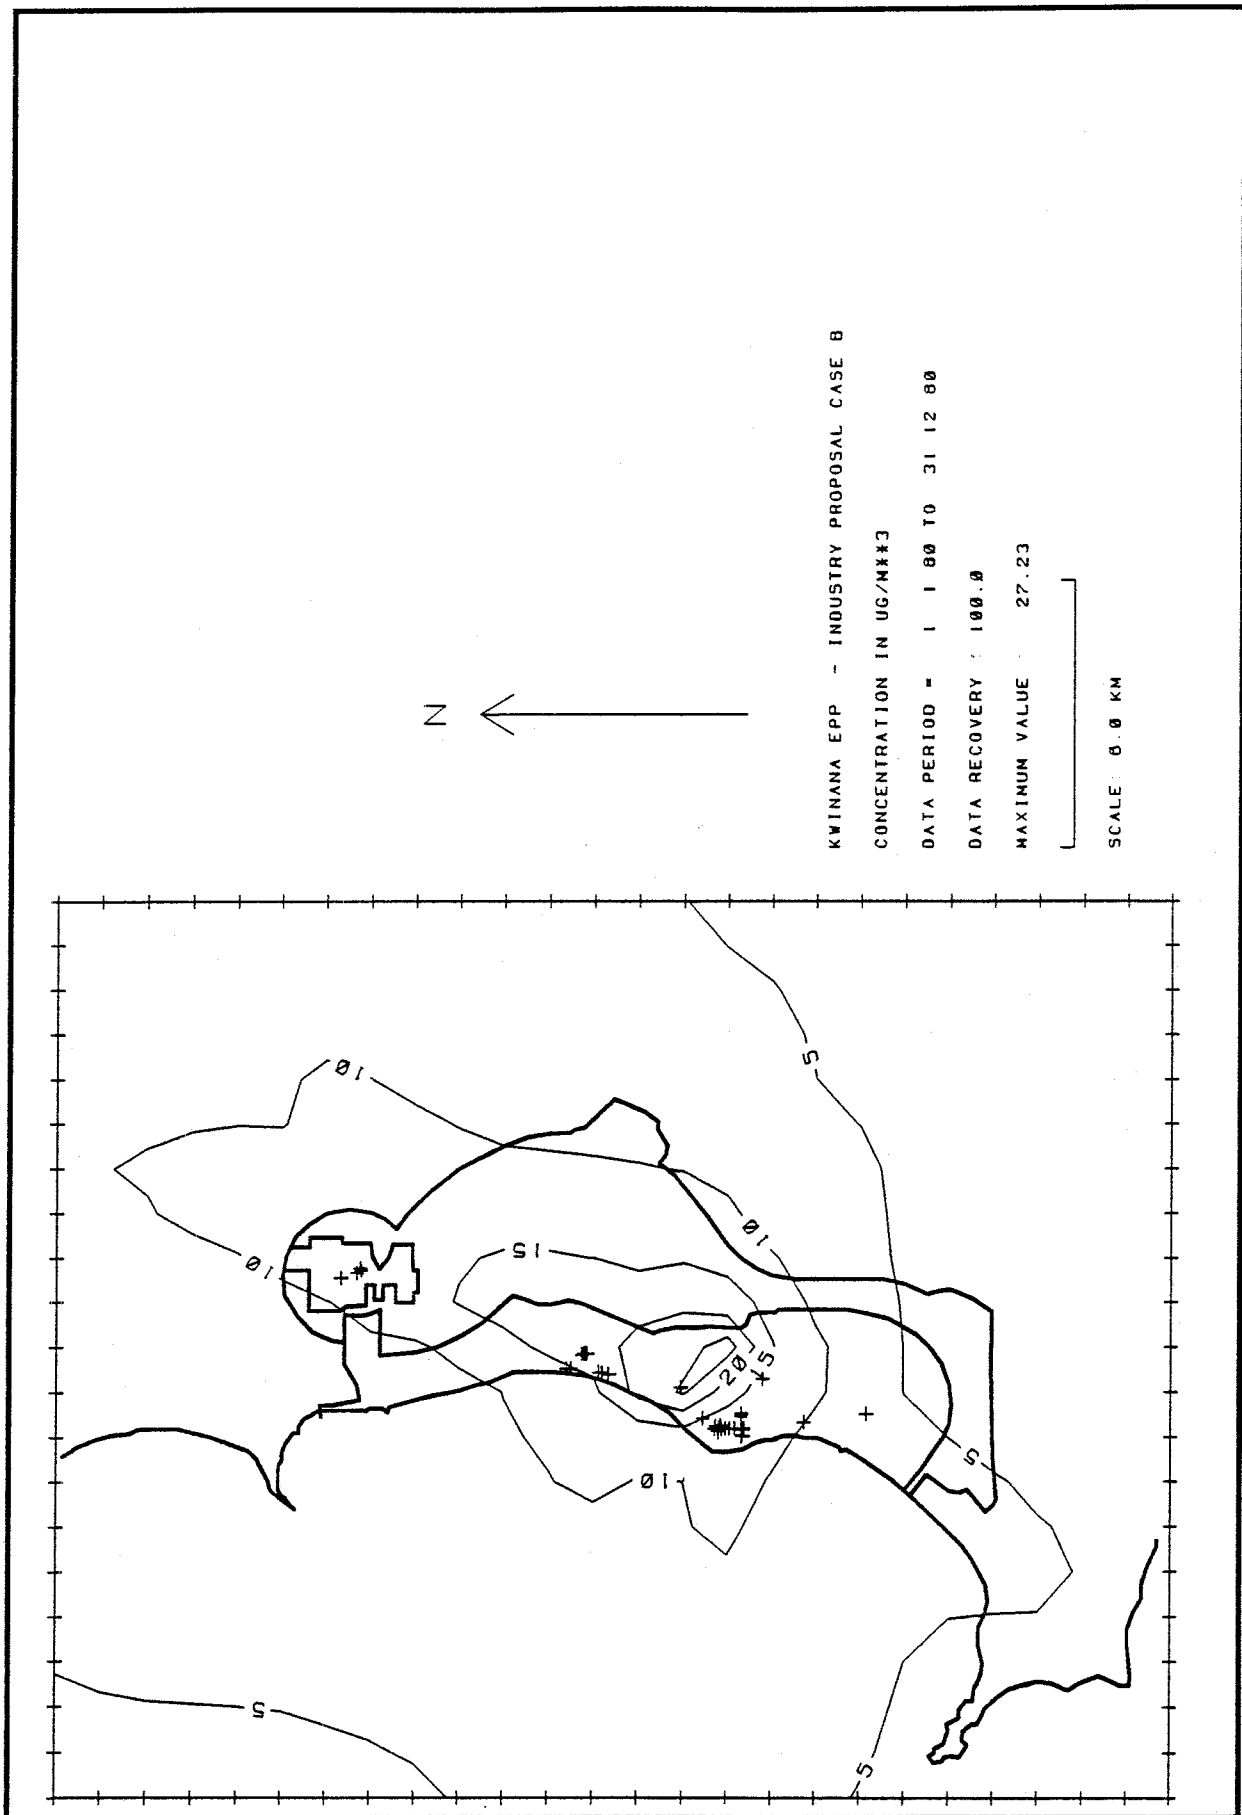 N
KWINANA EPP - INDUSTRY PROPOSAL CASE B
CONCENTRATION IN UG/M**3
DATA PERIOD = 1 1 80 TO 31 12 80
DATA RECOVERY : 100.0
MAXIMUM VALUE : 27.23
SCALE: 6.0 KM
10
10
15
10
20
15
10
5
5
5
5